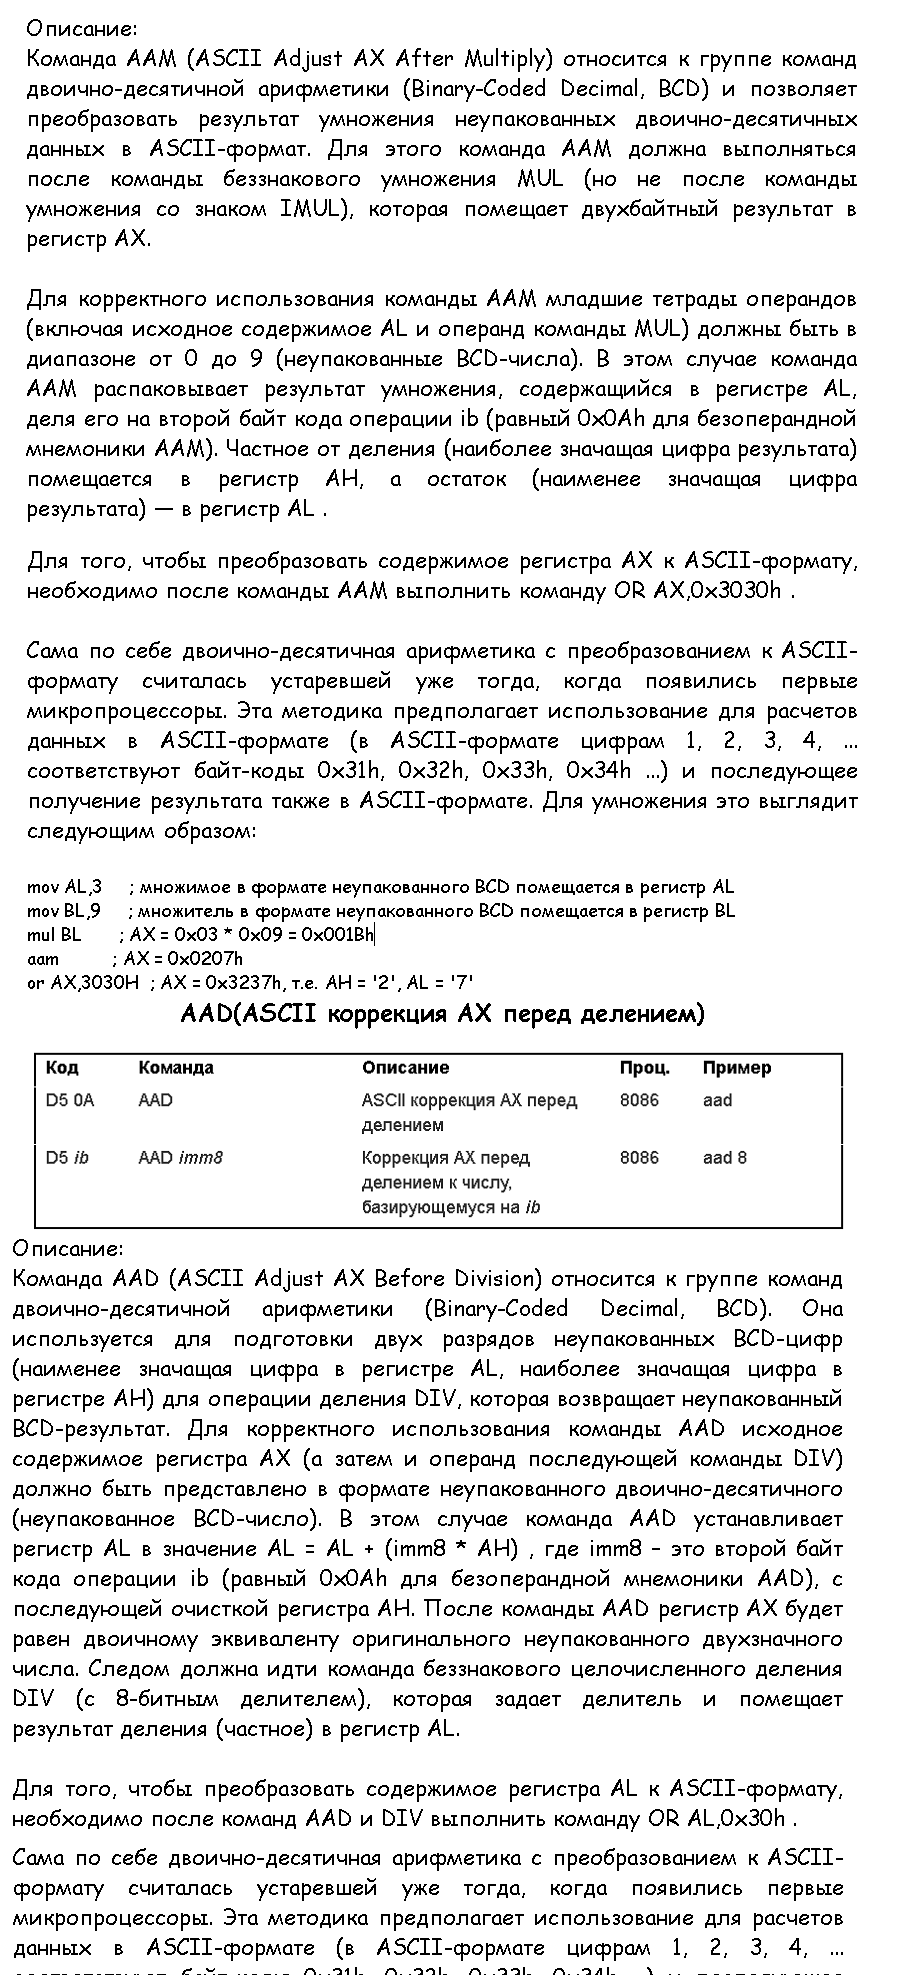 Описание:
Команда AAM (ASCII Adjust AX After Multiply) относится к группе команд
двоично-десятичной арифметики (Binary-Coded Decimal, BCD) и позволяет
преобразовать результат умножения неупакованных двоично-десятичных
данных в ASCII-формат. Для этого команда AAM должна выполняться
после команды беззнакового умножения MUL (но не после команды
умножения со знаком IMUL), которая помещает двухбайтный результат в
регистр AX.
Для корректного использования команды AAM младшие тетрады операндов
(включая исходное содержимое AL и операнд команды MUL) должны быть в
диапазоне от 0 до 9 (неупакованные BCD-числа). В этом случае команда
AAM распаковывает результат умножения, содержащийся в регистре AL,
деля его на второй байт кода операции ib (равный 0x0Ah для безоперандной
мнемоники AAM). Частное от деления (наиболее значащая цифра результата)
помещается в регистр AH, а остаток (наименее значащая цифра
результата) — в регистр AL .
Для того, чтобы преобразовать содержимое регистра AX к ASCII-формату,
необходимо после команды AAM выполнить команду OR AX,0x3030h .
Сама по себе двоично-десятичная арифметика с преобразованием к ASCII-
формату считалась устаревшей уже тогда, когда появились первые
микропроцессоры. Эта методика предполагает использование для расчетов
данных в ASCII-формате (в ASCII-формате цифрам 1, 2, 3, 4, …
соответствуют байт-коды 0x31h, 0x32h, 0x33h, 0x34h …) и последующее
получение результата также в ASCII-формате. Для умножения это выглядит
следующим образом:
mov AL,3 ; множимое в формате неупакованного BCD помещается в регистр AL
mov BL,9 ; множитель в формате неупакованного BCD помещается в регистр BL
mul BL ; AX = 0x03 * 0x09 = 0x001Bh
aam ; AX = 0x0207h
or AX,3030H ; AX = 0x3237h, т.е. AH = '2', AL = '7'
AAD(ASCII коррекция AX перед делением)
Код Команда Описание Проц. Пример
D5 0A AAD ASCII коррекция AX перед 8086 aad
делением
D5 ib AAD imm8 Коррекция AX перед 8086 aad 8
делением к числу,
базирующемуся на ib
Описание:
Команда AAD (ASCII Adjust AX Before Division) относится к группе команд
двоично-десятичной арифметики (Binary-Coded Decimal, BCD). Она
используется для подготовки двух разрядов неупакованных BCD-цифр
(наименее значащая цифра в регистре AL, наиболее значащая цифра в
регистре AH) для операции деления DIV, которая возвращает неупакованный
BCD-результат. Для корректного использования команды AAD исходное
содержимое регистра AX (а затем и операнд последующей команды DIV)
должно быть представлено в формате неупакованного двоично-десятичного
(неупакованное BCD-число). В этом случае команда AAD устанавливает
регистр AL в значение AL = AL + (imm8 * AH) , где imm8 – это второй байт
кода операции ib (равный 0x0Ah для безоперандной мнемоники AAD), с
последующей очисткой регистра AH. После команды AAD регистр AX будет
равен двоичному эквиваленту оригинального неупакованного двухзначного
числа. Следом должна идти команда беззнакового целочисленного деления
DIV (с 8-битным делителем), которая задает делитель и помещает
результат деления (частное) в регистр AL.
Для того, чтобы преобразовать содержимое регистра AL к ASCII-формату,
необходимо после команд AAD и DIV выполнить команду OR AL,0x30h .
Сама по себе двоично-десятичная арифметика с преобразованием к ASCII-
формату считалась устаревшей уже тогда, когда появились первые
микропроцессоры. Эта методика предполагает использование для расчетов
данных в ASCII-формате (в ASCII-формате цифрам 1, 2, 3, 4, …